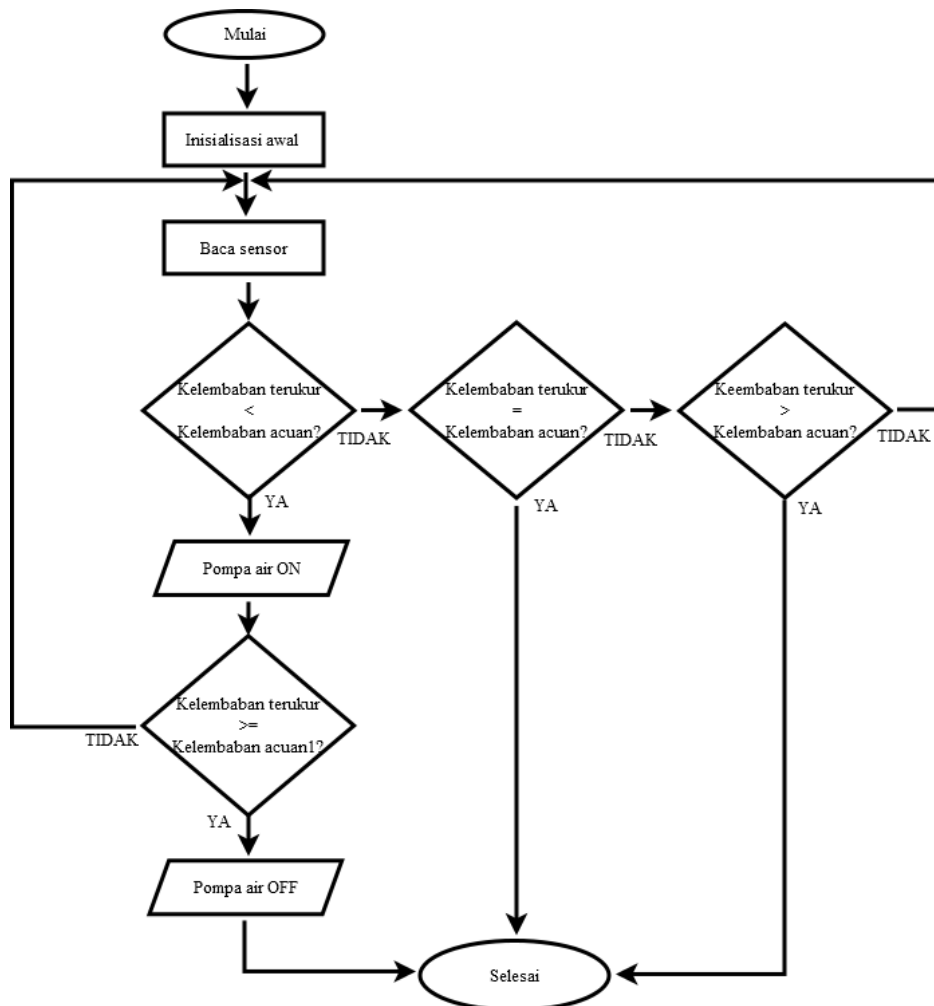 Mulai
Inisialisasi awal
Baca sensor
Kelembaban terukur
<
Kelembaban acuan?
TIDAK
YA
Kelembaban terukur
=
Kelembaban acuan?
TIDAK
YA
Keembaban terukur
>
Kelembaban acuan?
TIDAK
YA
Pompa air ON
Kelembaban terukur
>=
Kelembaban acuan1?
TIDAK
YA
Pompa air OFF
Selesai